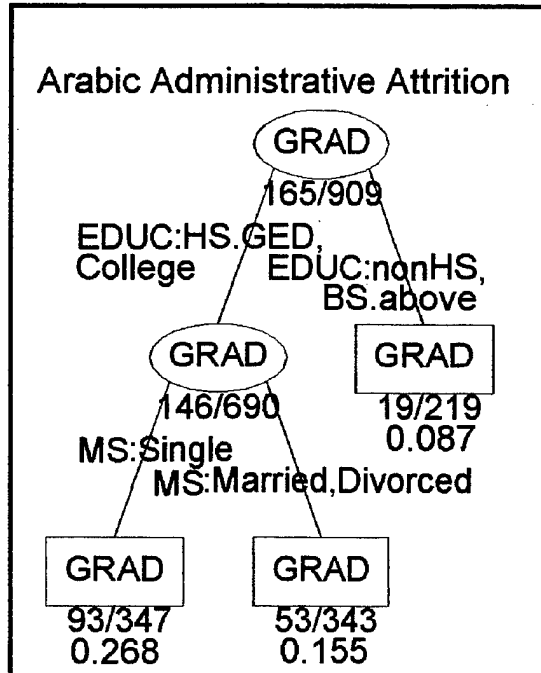 Arabic Administrative Attrition
GRAD
165/909
EDUC:HS.GED,
College
EDUC:nonHS,
BS.above
GRAD
146/690
GRAD
19/219
0.087
MS:Single
MS:Married,Divorced
GRAD
93/347
0.268
GRAD
53/343
0.155